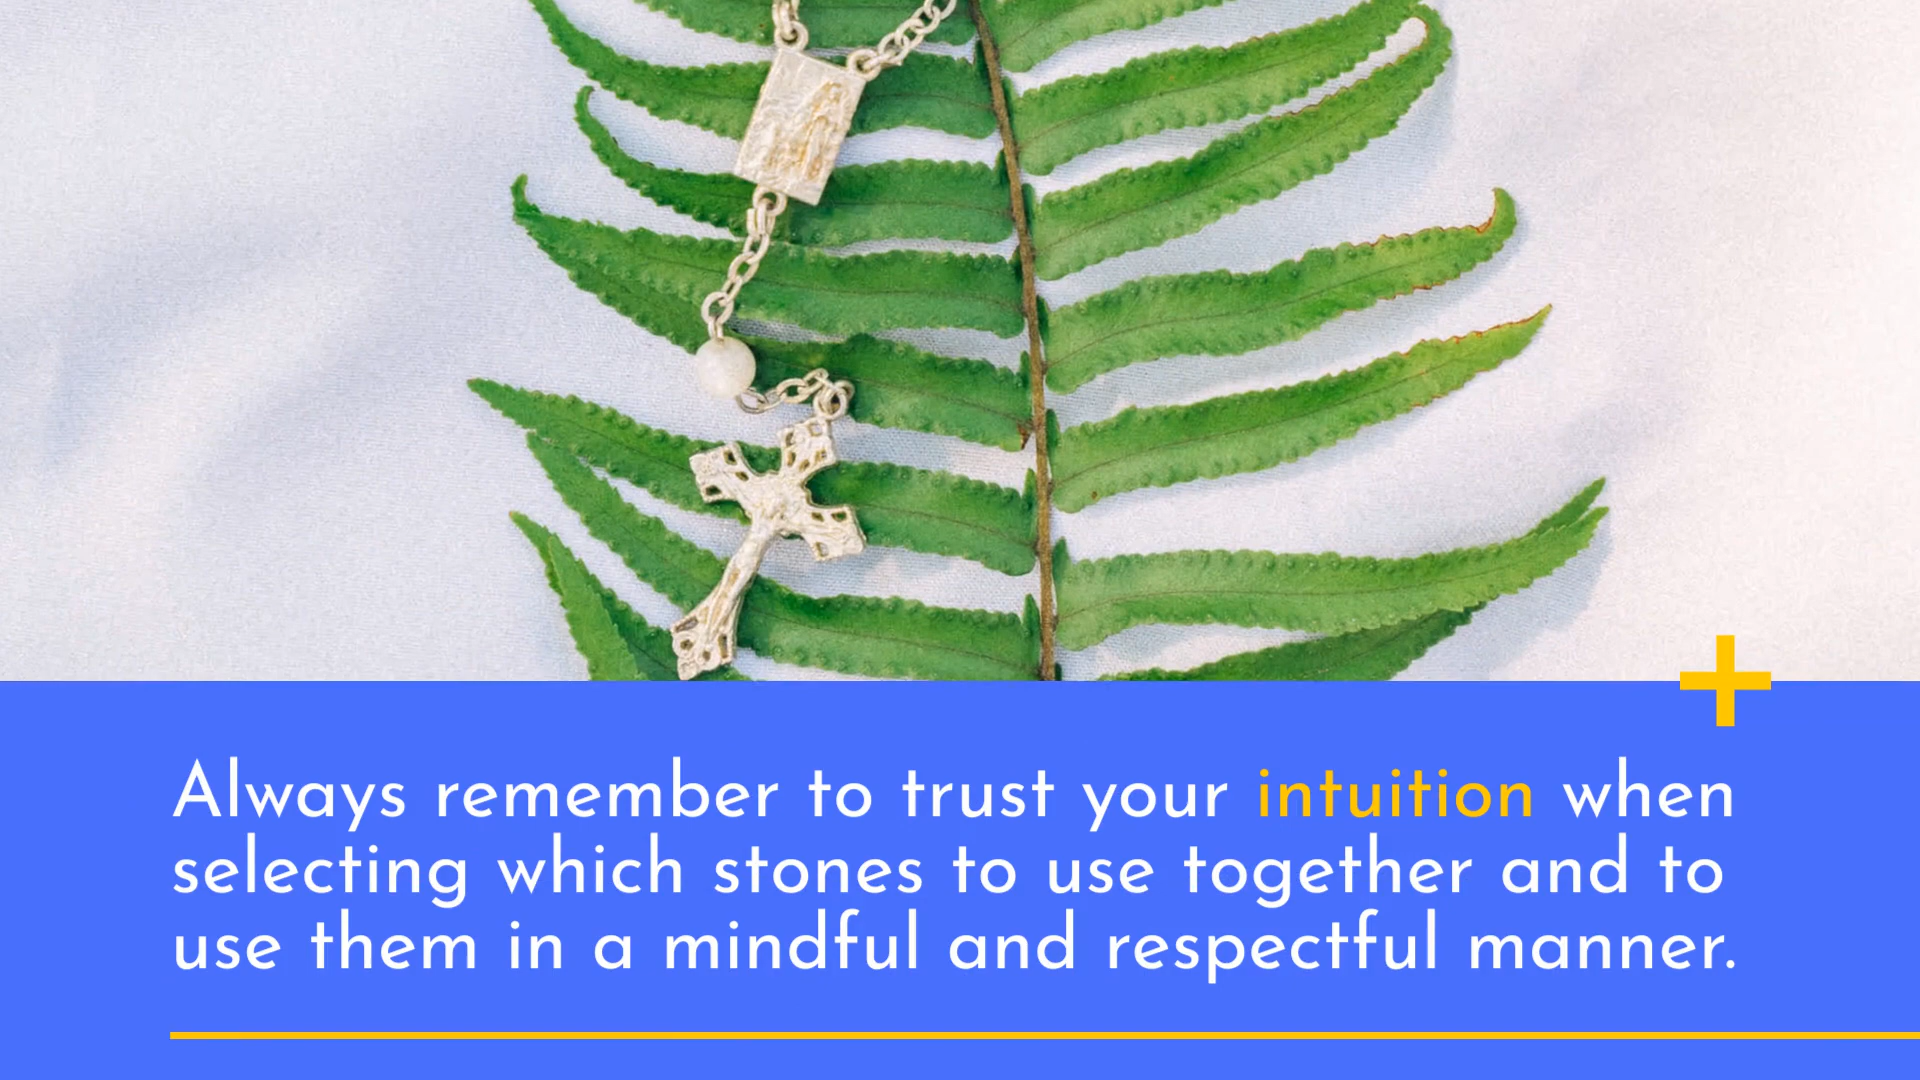 Always remember to trust your intuition when
selecting which stones to use together and to
use them in a mindful and respectful manner.